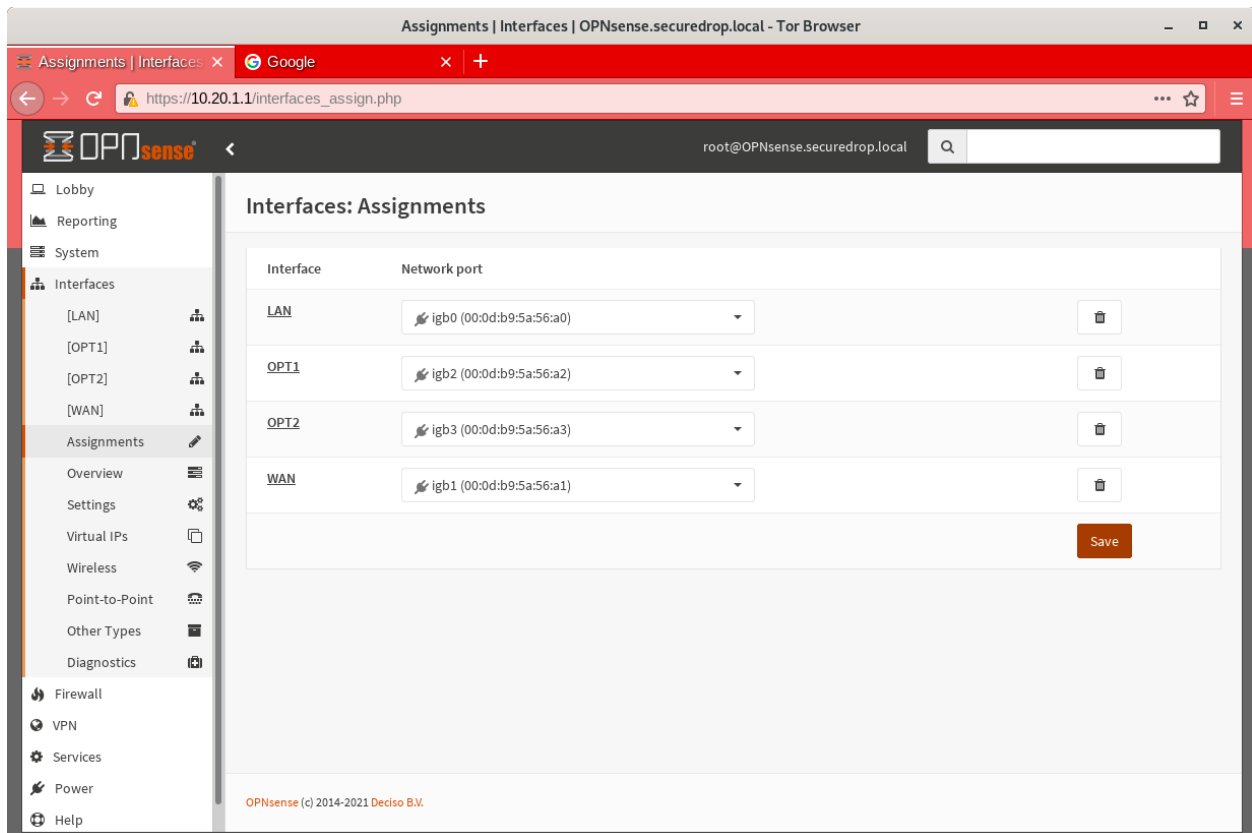 Assignments | Interfaces | OPNsense.securedrop.local - Tor Browser
Assignments | Interfaces
Google
https://10.20.1.1/interfaces_assign.php
OPNsense
root@OPNsense.securedrop.local
Lobby
Reporting
System
Interfaces
[LAN]
[OPT1]
[OPT2]
[WAN]
Assignments
Overview
Settings
Virtual IPs
Wireless
Point-to-Point
Other Types
Diagnostics
Firewall
VPN
Services
Power
Help
Interfaces: Assignments
Interface Network port
LAN igb0 (00:0d:b9:5a:56:a0)
OPT1 igb2 (00:0d:b9:5a:56:a2)
OPT2 igb3 (00:0d:b9:5a:56:a3)
WAN igb1 (00:0d:b9:5a:56:a1)
Save
OPNsense (c) 2014-2021 Deciso B.V.